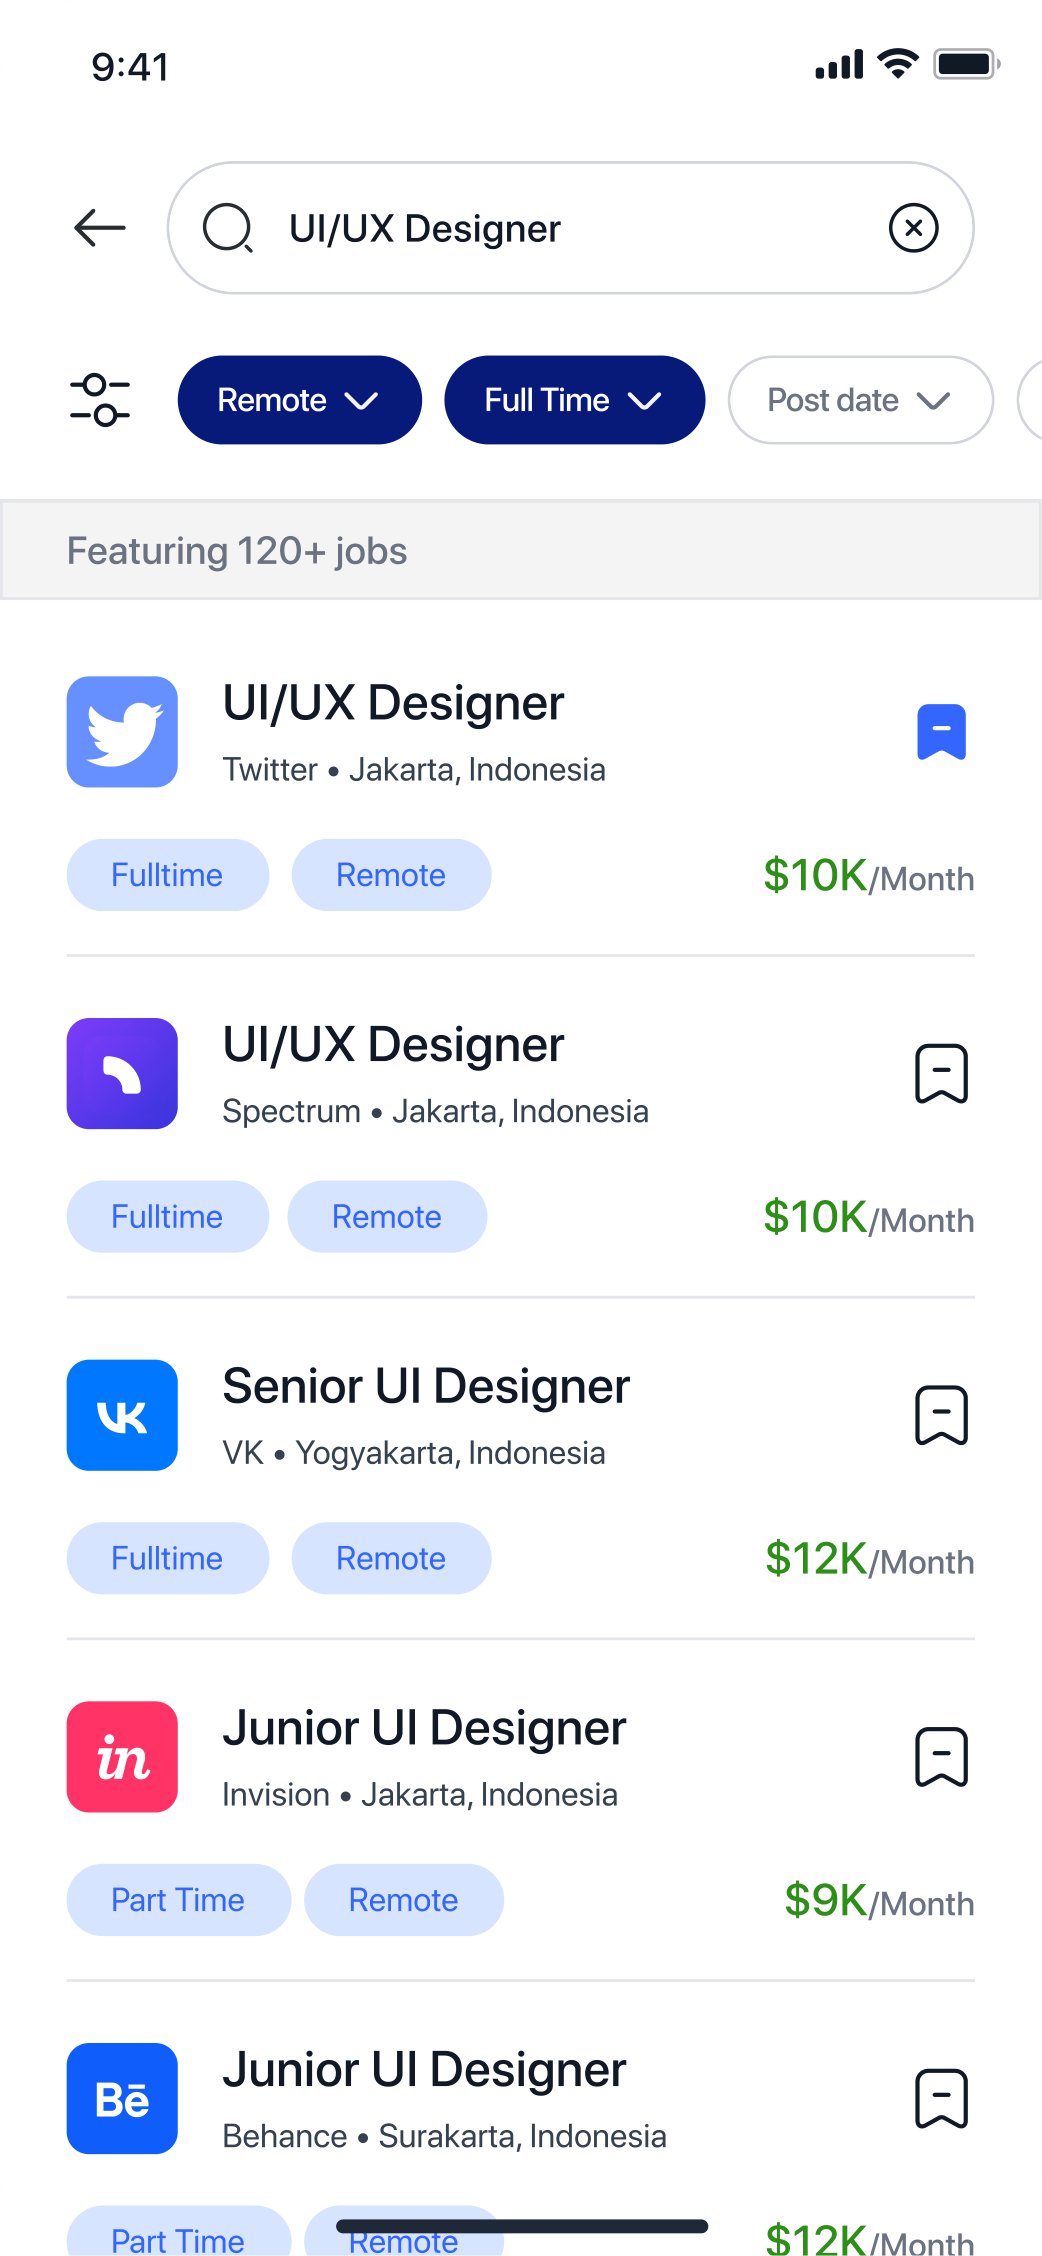 9:41
UI/UX Designer
Remote
Full Time
Post date
Featuring 120+ jobs
UI/UX Designer
Twitter • Jakarta, Indonesia
Fulltime
Remote
$10K/Month
UI/UX Designer
Spectrum • Jakarta, Indonesia
Fulltime
Remote
$10K/Month
VK
Senior UI Designer
VK • Yogyakarta, Indonesia
Fulltime
Remote
$12K/Month
in
Junior UI Designer
Invision • Jakarta, Indonesia
Part Time
Remote
$9K/Month
Bē
Junior UI Designer
Behance • Surakarta, Indonesia
Part Time
Remote
$12K/Month